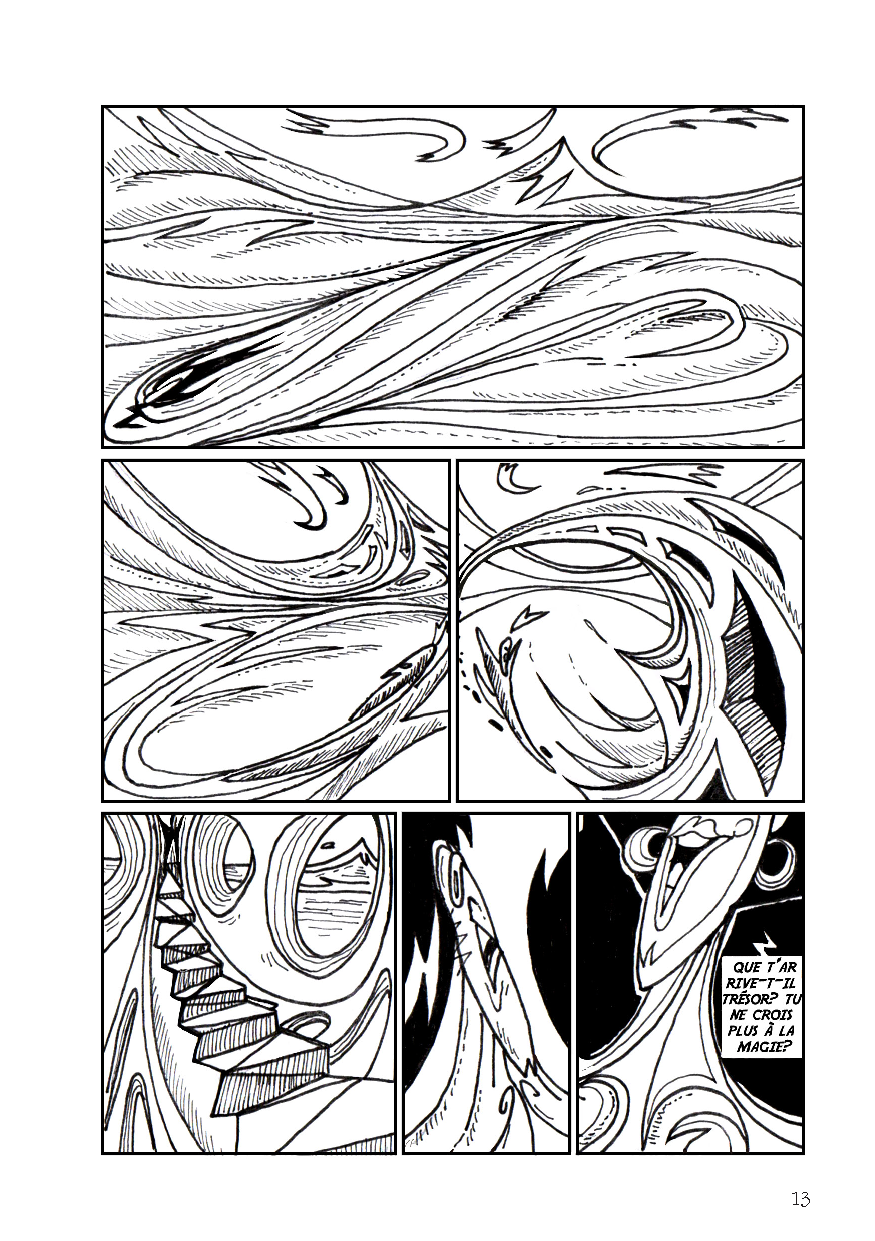 QUE T'AR
RIVE-T-IL
TRÉSOR? TU
NE CROIS
PLUS À LA
MAGIE?
13